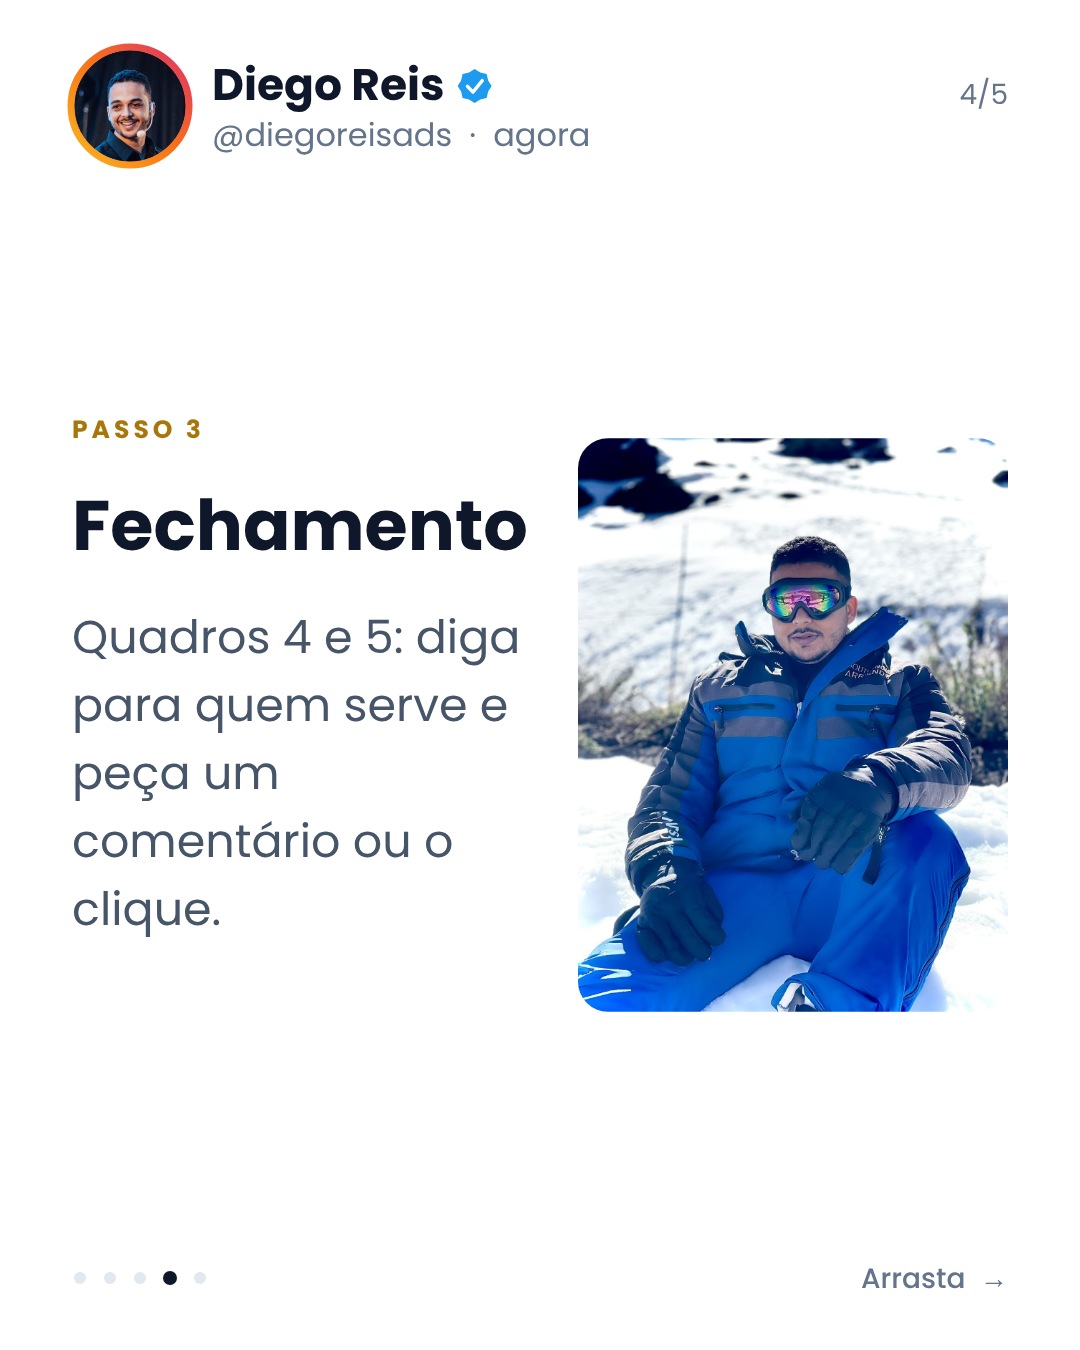 Diego Reis
@diegoreisads · agora
4/5
PASSO 3
Fechamento
Quadros 4 e 5: diga
para quem serve e
peça um
comentário ou o
clique.
Arrasta →